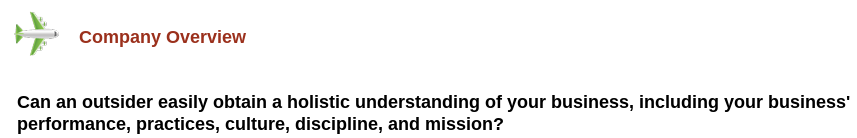 Company Overview
Can an outsider easily obtain a holistic understanding of your business, including your business'
performance, practices, culture, discipline, and mission?